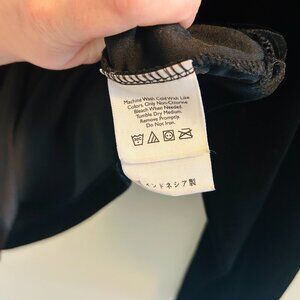 Machine Wash Cold With Like
Colors. Only Non-Chlorine
Bleach When Needed.
Tumble Dry Medium.
Remove Promptly.
Do Not Iron.
インドネシア製